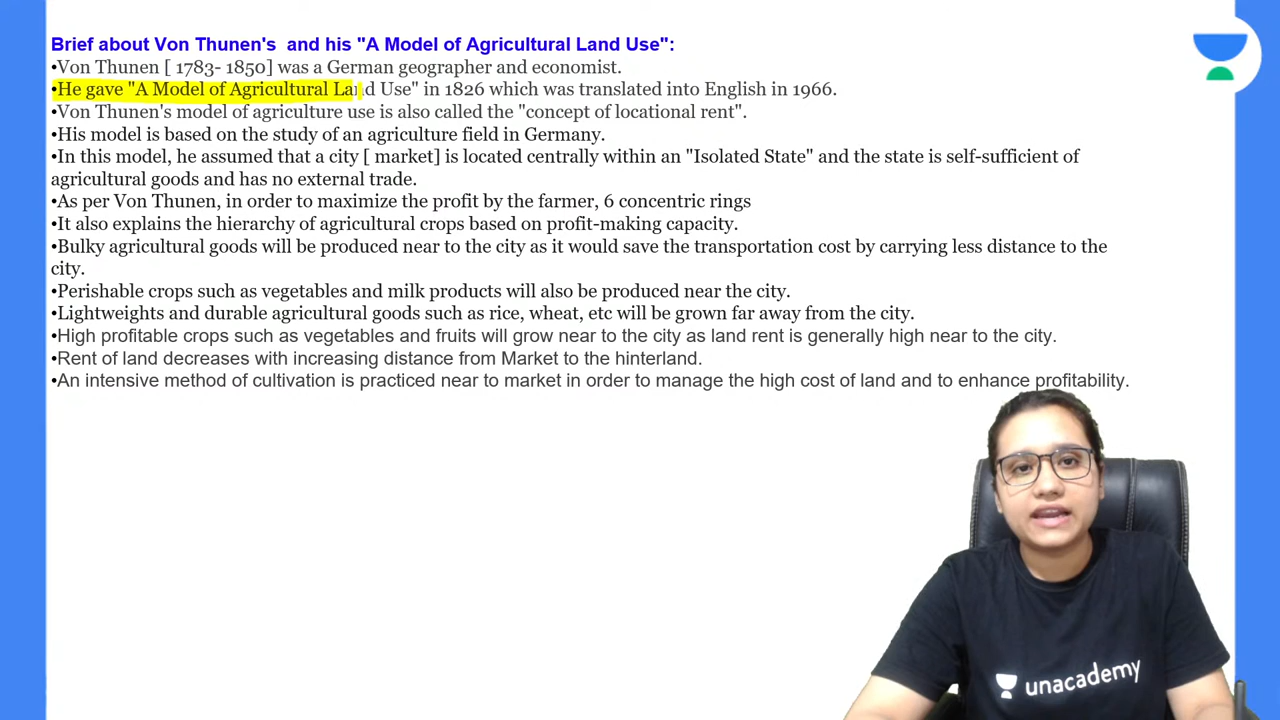 Brief about Von Thunen's and his "A Model of Agricultural Land Use":
•Von Thunen [ 1783- 1850] was a German geographer and economist.
•He gave "A Model of Agricultural Land Use" in 1826 which was translated into English in 1966.
•Von Thunen's model of agriculture use is also called the "concept of locational rent".
•His model is based on the study of an agriculture field in Germany.
•In this model, he assumed that a city [ market] is located centrally within an "Isolated State" and the state is self-sufficient of
agricultural goods and has no external trade.
•As per Von Thunen, in order to maximize the profit by the farmer, 6 concentric rings
•It also explains the hierarchy of agricultural crops based on profit-making capacity.
•Bulky agricultural goods will be produced near to the city as it would save the transportation cost by carrying less distance to the
city.
•Perishable crops such as vegetables and milk products will also be produced near the city.
•Lightweights and durable agricultural goods such as rice, wheat, etc will be grown far away from the city.
•High profitable crops such as vegetables and fruits will grow near to the city as land rent is generally high near to the city.
•Rent of land decreases with increasing distance from Market to the hinterland.
•An intensive method of cultivation is practiced near to market in order to manage the high cost of land and to enhance profitability.
unacademy